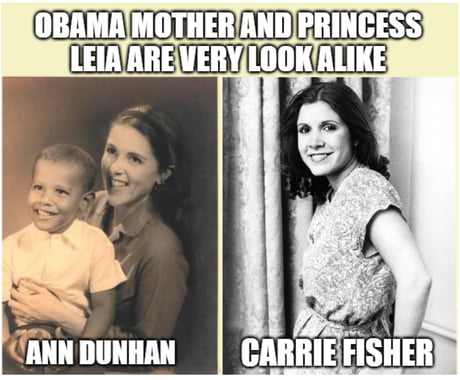 OBAMA MOTHER AND PRINCESS
LEIA ARE VERY LOOK ALIKE
ANN DUNHAN
CARRIE FISHER